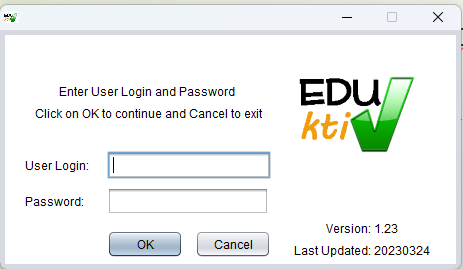 Enter User Login and Password
Click on OK to continue and Cancel to exit
EDU
kti
User Login:
Password:
OK
Cancel
Version: 1.23
Last Updated: 20230324